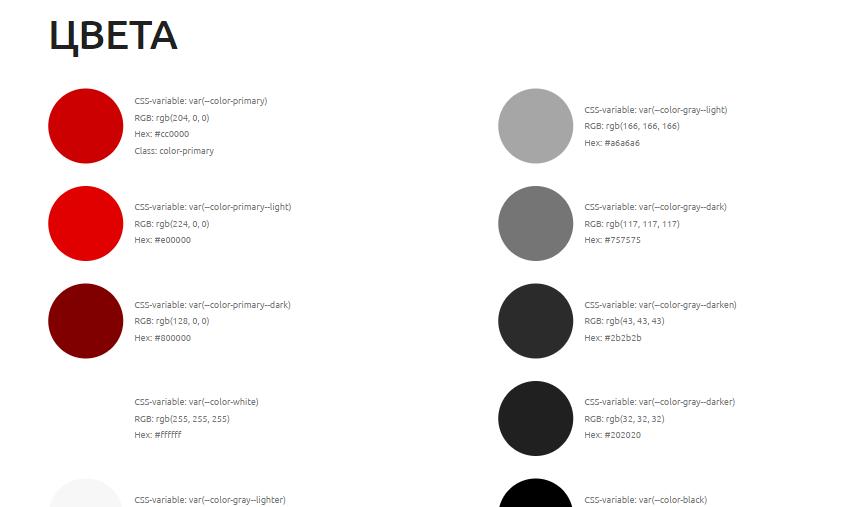 ЦВЕТА
CSS-variable: var(--color-primary)
RGB: rgb(204, 0, 0)
Hex: #cc0000
Class: color-primary
CSS-variable: var(--color-primary--light)
RGB: rgb(224, 0, 0)
Hex: #e00000
CSS-variable: var(--color-primary--dark)
RGB: rgb(128, 0, 0)
Hex: #800000
CSS-variable: var(--color-white)
RGB: rgb(255, 255, 255)
Hex: #ffffff
CSS-variable: var(--color-gray--lighter)
CSS-variable: var(--color-gray--light)
RGB: rgb(166, 166, 166)
Hex: #a6a6a6
CSS-variable: var(--color-gray--dark)
RGB: rgb(117, 117, 117)
Hex: #757575
CSS-variable: var(--color-gray--darken)
RGB: rgb(43, 43, 43)
Hex: #2b2b2b
CSS-variable: var(--color-gray--darker)
RGB: rgb(32, 32, 32)
Hex: #202020
CSS-variable: var(--color-black)